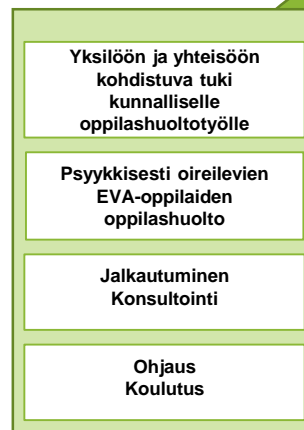 Yksilöön ja yhteisöön
kohdistuva tuki
kunnalliselle
oppilashuoltotyölle
Psyykkisesti oireilevien
EVA-oppilaiden
oppilashuolto
Jalkautuminen
Konsultointi
Ohjaus
Koulutus